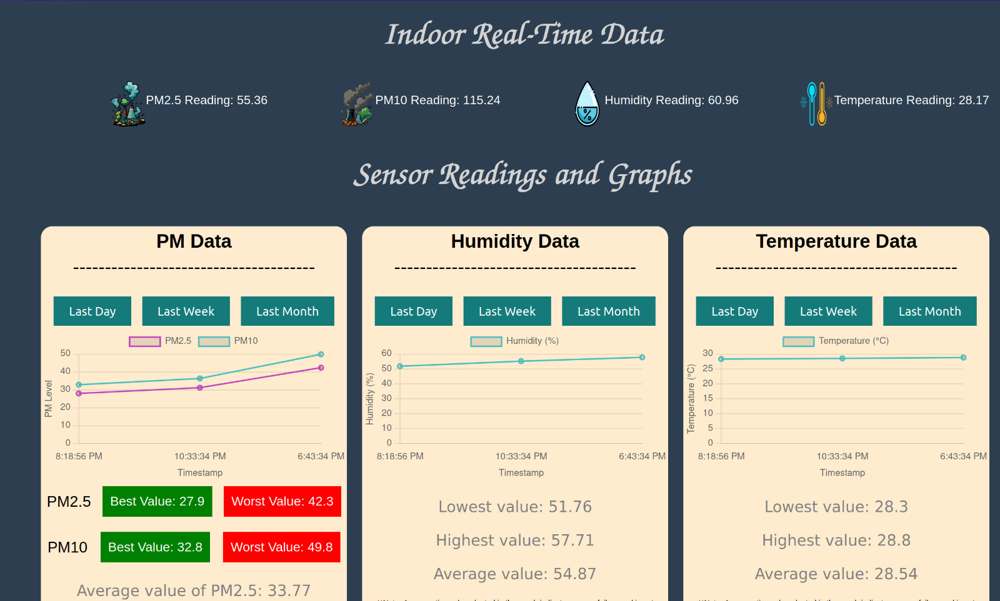 Indoor Real-Time Data
PM2.5 Reading: 55.36
PM10 Reading: 115.24
Humidity Reading: 60.96
Temperature Reading: 28.17
Sensor Readings and Graphs
PM Data
-------------------------------------
Last Day Last Week Last Month
PM2.5 PM10
50
40
30
20
10
0
PM Level
8:18:56 PM 10:33:34 PM 6:43:34 PM
Timestamp
PM2.5 Best Value: 27.9 Worst Value: 42.3
PM10 Best Value: 32.8 Worst Value: 49.8
Average value of PM2.5: 33.77
Humidity Data
-------------------------------------
Last Day Last Week Last Month
Humidity (%)
60
50
40
30
20
10
0
Humidity (%)
8:18:56 PM 10:33:34 PM 6:43:34 PM
Timestamp
Lowest value: 51.76
Highest value: 57.71
Average value: 54.87
Temperature Data
-------------------------------------
Last Day Last Week Last Month
Temperature (°C)
30
25
20
15
10
5
0
Temperature (°C)
8:18:56 PM 10:33:34 PM 6:43:34 PM
Timestamp
Lowest value: 28.3
Highest value: 28.8
Average value: 28.54